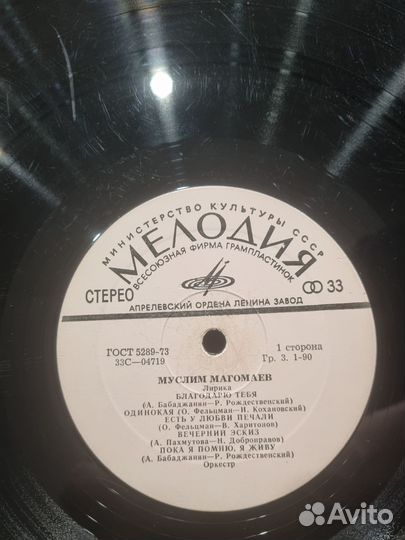 МИНИСТЕРСТВО КУЛЬТУРЫ СССР
МЕЛОДИЯ
ВСЕСОЮЗНАЯ ФИРМА ГРАМПЛАСТИНОК
СТЕРЕО
33
АПРЕЛЕВСКИЙ ОРДЕНА ЛЕНИНА ЗАВОД
ГОСТ 5289-73
1 сторона
33С—04719
Гр. 3. 1-90
МУСЛИМ МАГОМАЕВ
Лирика
БЛАГОДАРЮ ТЕБЯ
(А. Бабаджанян—Р. Рождественский)
ОДИНОКАЯ (О. Фельцман—И. Кохановский)
ЕСТЬ У ЛЮБВИ ПЕЧАЛИ
(О. Фельцман—В. Харитонов)
ВЕЧЕРНИЙ ЭСКИЗ
(А. Пахмутова—Н. Добронравов)
ПОКА Я ПОМНЮ, Я ЖИВУ
(А. Бабаджанян—Р. Рождественский)
Оркестр
Avito